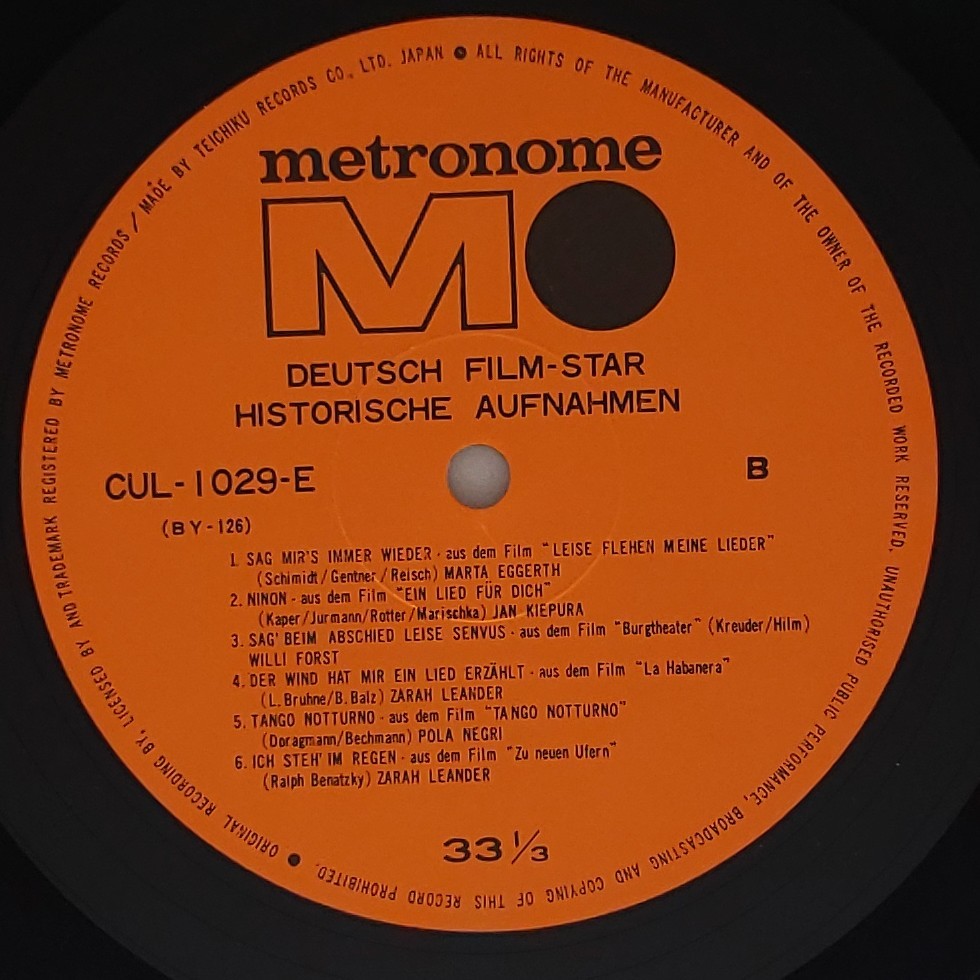 metronome
MO
DEUTSCH FILM-STAR
HISTORISCHE AUFNAHMEN
CUL-1029-E
B
(BY-126)
1. SAG MIR'S IMMER WIEDER - aus dem Film "LEISE FLEHEN MEINE LIEDER"
(Schimidt/Gentner/Reisch) MARTA EGGERTH
2. NINON - aus dem Film "EIN LIED FÜR DICH"
(Kaper/Jurmann/Rotter/Marischka) JAN KIEPURA
3. SAG' BEIM ABSCHIED LEISE SENVUS - aus dem Film "Burgtheater" (Kreuder/Hilm)
WILLI FORST
4. DER WIND HAT MIR EIN LIED ERZÄHLT - aus dem Film "La Habanera"
(L. Bruhne/B. Balz) ZARAH LEANDER
5. TANGO NOTTURNO - aus dem Film "TANGO NOTTURNO"
(Doragmann/Bechmann) POLA NEGRI
6. ICH STEH' IM REGEN - aus dem Film "Zu neuen Ufern"
(Ralph Benatzky) ZARAH LEANDER
33 1/3
● ORIGINAL RECORDING BY, LICENSED BY AND TRADEMARK REGISTERED BY METRONOME RECORDS / MADE BY TEICHIKU RECORDS CO., LTD. JAPAN ● ALL RIGHTS OF THE MANUFACTURER AND OF THE OWNER OF THE RECORDED WORK RESERVED. UNAUTHORISED PUBLIC PERFORMANCE, BROADCASTING AND COPYING OF THIS RECORD PROHIBITED.